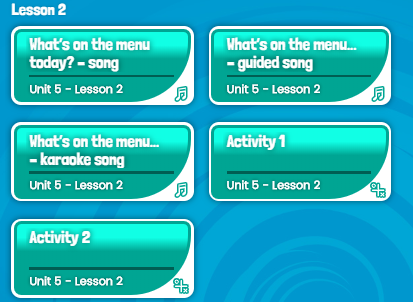 Lesson 2
What's on the menu
today? – song
Unit 5 – Lesson 2
What's on the menu...
– guided song
Unit 5 – Lesson 2
What's on the menu...
– karaoke song
Unit 5 – Lesson 2
Activity 1
Unit 5 – Lesson 2
Activity 2
Unit 5 – Lesson 2